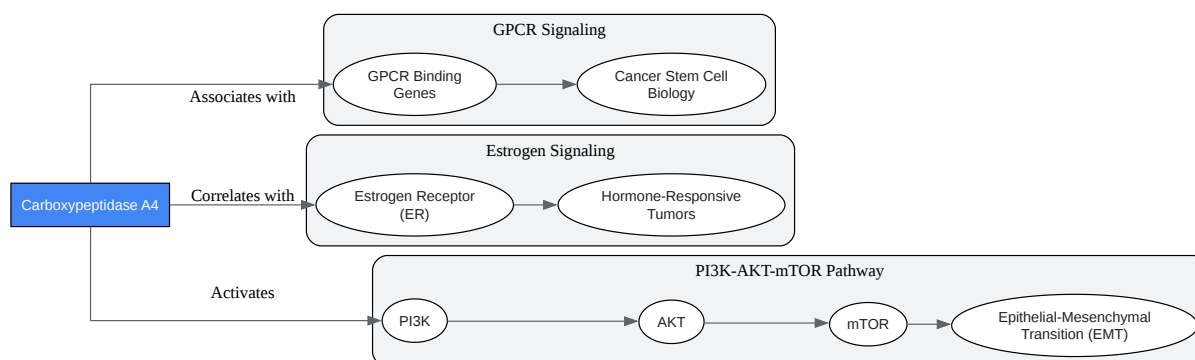 GPCR Signaling
GPCR Binding
Genes
Cancer Stem Cell
Biology
Associates with
Estrogen Signaling
Carboxypeptidase A4
Correlates with
Estrogen Receptor
(ER)
Hormone-Responsive
Tumors
PI3K-AKT-mTOR Pathway
Activates
PI3K
AKT
mTOR
Epithelial-Mesenchymal
Transition (EMT)